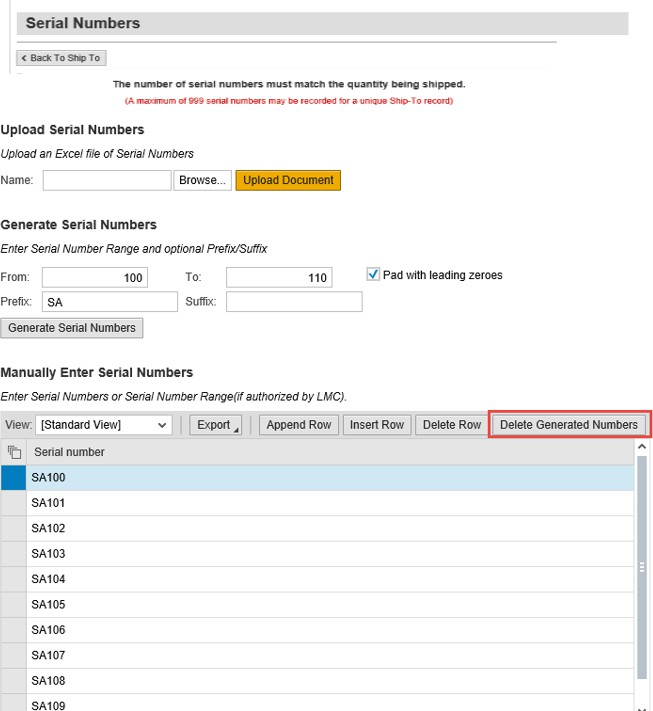 Serial Numbers
< Back To Ship To
The number of serial numbers must match the quantity being shipped.
(A maximum of 999 serial numbers may be recorded for a unique Ship-To record)
Upload Serial Numbers
Upload an Excel file of Serial Numbers
Name: Browse... Upload Document
Generate Serial Numbers
Enter Serial Number Range and optional Prefix/Suffix
From: 100 To: 110 Pad with leading zeroes
Prefix: SA Suffix:
Generate Serial Numbers
Manually Enter Serial Numbers
Enter Serial Numbers or Serial Number Range(if authorized by LMC).
View: [Standard View] Export Append Row Insert Row Delete Row Delete Generated Numbers
Serial number
SA100
SA101
SA102
SA103
SA104
SA105
SA106
SA107
SA108
SA109